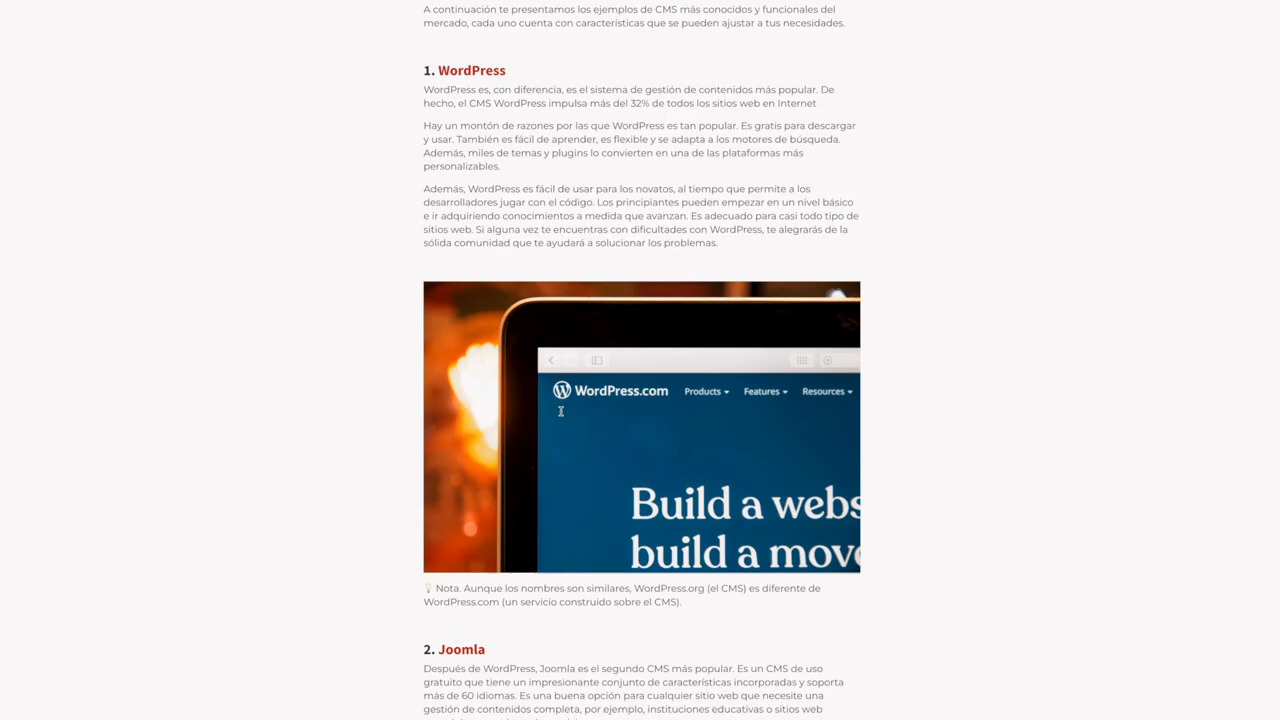 A continuación te presentamos los ejemplos de CMS más conocidos y funcionales del
mercado, cada uno cuenta con características que se pueden ajustar a tus necesidades.
1. WordPress
WordPress es, con diferencia, es el sistema de gestión de contenidos más popular. De
hecho, el CMS WordPress impulsa más del 32% de todos los sitios web en Internet
Hay un montón de razones por las que WordPress es tan popular. Es gratis para descargar
y usar. También es fácil de aprender, es flexible y se adapta a los motores de búsqueda.
Además, miles de temas y plugins lo convierten en una de las plataformas más
personalizables.
Además, WordPress es fácil de usar para los novatos, al tiempo que permite a los
desarrolladores jugar con el código. Los principiantes pueden empezar en un nivel básico
e ir adquiriendo conocimientos a medida que avanzan. Es adecuado para casi todo tipo de
sitios web. Si alguna vez te encuentras con dificultades con WordPress, te alegrarás de la
sólida comunidad que te ayudará a solucionar los problemas.
WordPress.com Products Features Resources
Build a webs
build a move
Nota. Aunque los nombres son similares, WordPress.org (el CMS) es diferente de
WordPress.com (un servicio construido sobre el CMS).
2. Joomla
Después de WordPress, Joomla es el segundo CMS más popular. Es un CMS de uso
gratuito que tiene un impresionante conjunto de características incorporadas y soporta
más de 60 idiomas. Es una buena opción para cualquier sitio web que necesite una
gestión de contenidos completa, por ejemplo, instituciones educativas o sitios web